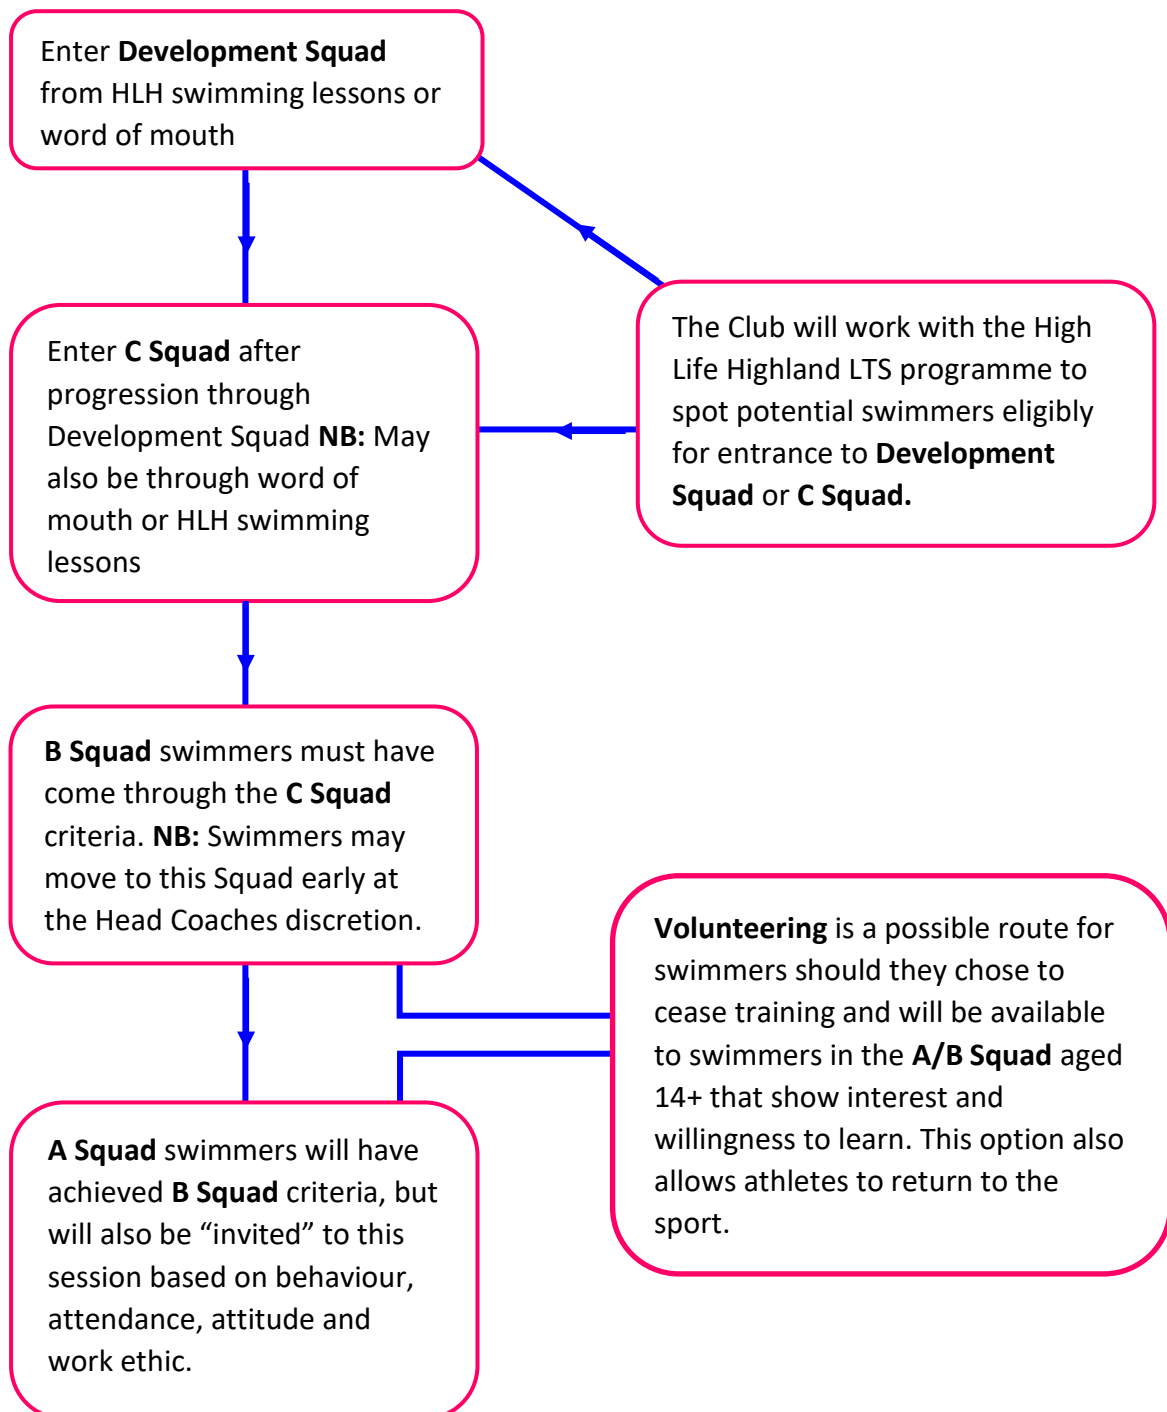 Enter Development Squad
from HLH swimming lessons or
word of mouth
Enter C Squad after
progression through
Development Squad NB: May
also be through word of
mouth or HLH swimming
lessons
The Club will work with the High
Life Highland LTS programme to
spot potential swimmers eligibly
for entrance to Development
Squad or C Squad.
B Squad swimmers must have
come through the C Squad
criteria. NB: Swimmers may
move to this Squad early at
the Head Coaches discretion.
Volunteering is a possible route for
swimmers should they chose to
cease training and will be available
to swimmers in the A/B Squad aged
14+ that show interest and
willingness to learn. This option also
allows athletes to return to the
sport.
A Squad swimmers will have
achieved B Squad criteria, but
will also be “invited” to this
session based on behaviour,
attendance, attitude and
work ethic.